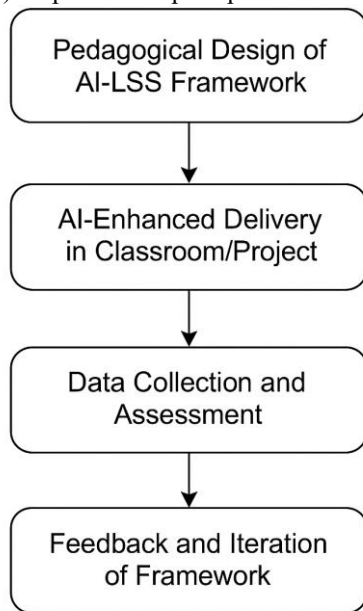 Pedagogical Design of
AI-LSS Framework
AI-Enhanced Delivery
in Classroom/Project
Data Collection and
Assessment
Feedback and Iteration
of Framework